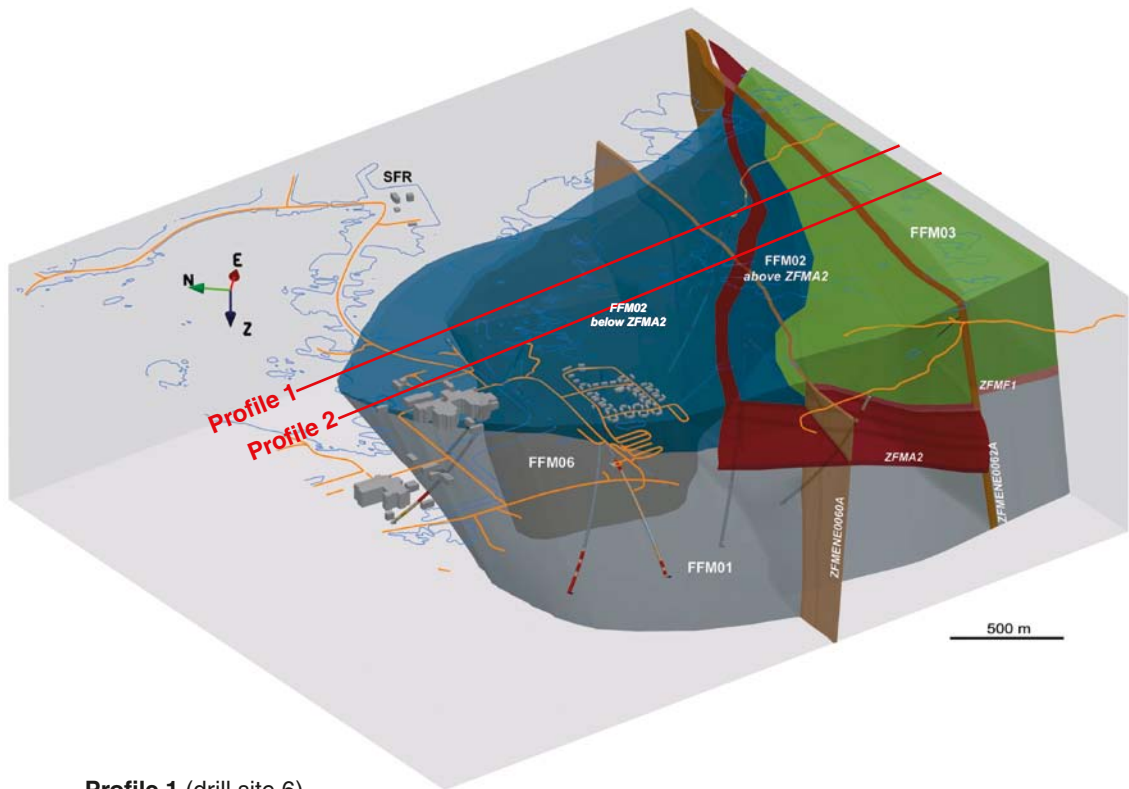 SFR
E
N
Z
FFM03
FFM02
above ZFMA2
FFM02
below ZFMA2
Profile 1
Profile 2
ZFMF1
FFM06
ZFMA2
ZFMENE0062A
ZFMENE0060A
FFM01
500 m
Profile 1 (drill site 6)